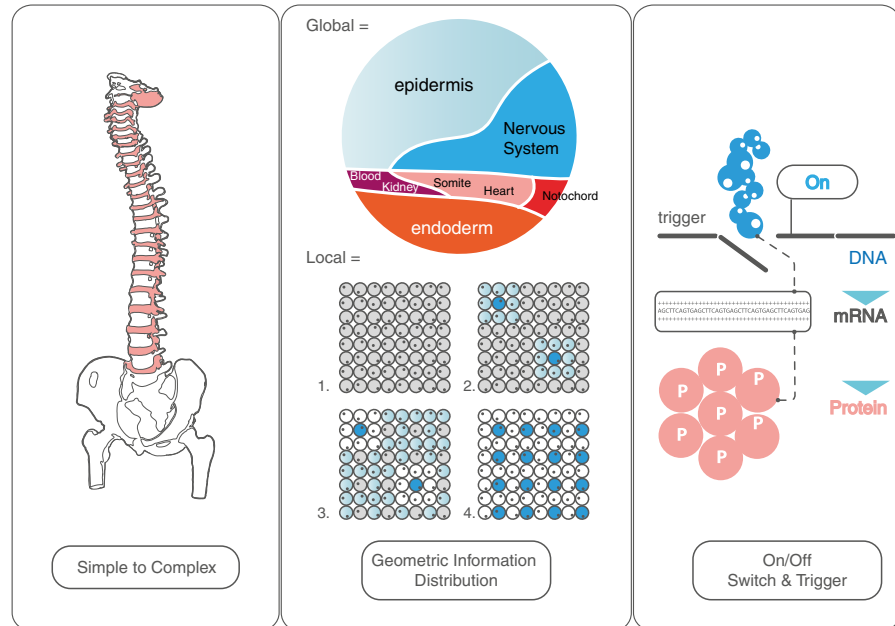 Simple to Complex
Global =
epidermis
Nervous
System
Blood
Kidney
Somite
Heart
Notochord
endoderm
Local =
1.
2.
3.
4.
Geometric Information
Distribution
On
trigger
DNA
++++++++++++++++++++++++++++++++++++
AGCTTCAGTGAGCTTCAGTGAGCTTCAGTGAGCTTCAGTGAG
++++++++++++++++++++++++++++++++++++
mRNA
P
P
P
P
P
P
P
Protein
On/Off
Switch & Trigger